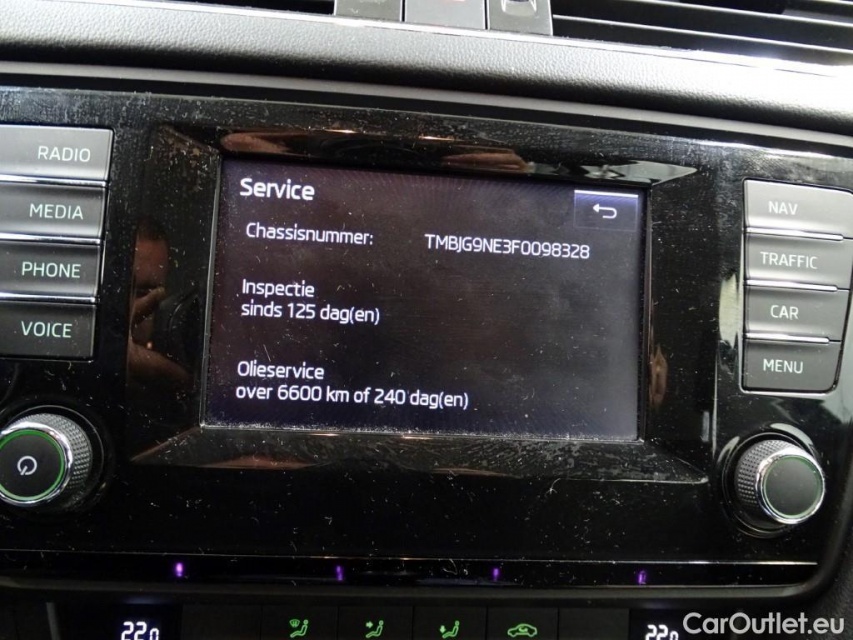 RADIO
MEDIA
PHONE
VOICE
Service
Chassisnummer: TMBJG9NE3F0098328
Inspectie
sinds 125 dag(en)
Olieservice
over 6600 km of 240 dag(en)
NAV
TRAFFIC
CAR
MENU
22.0
22.0
CarOutlet.eu